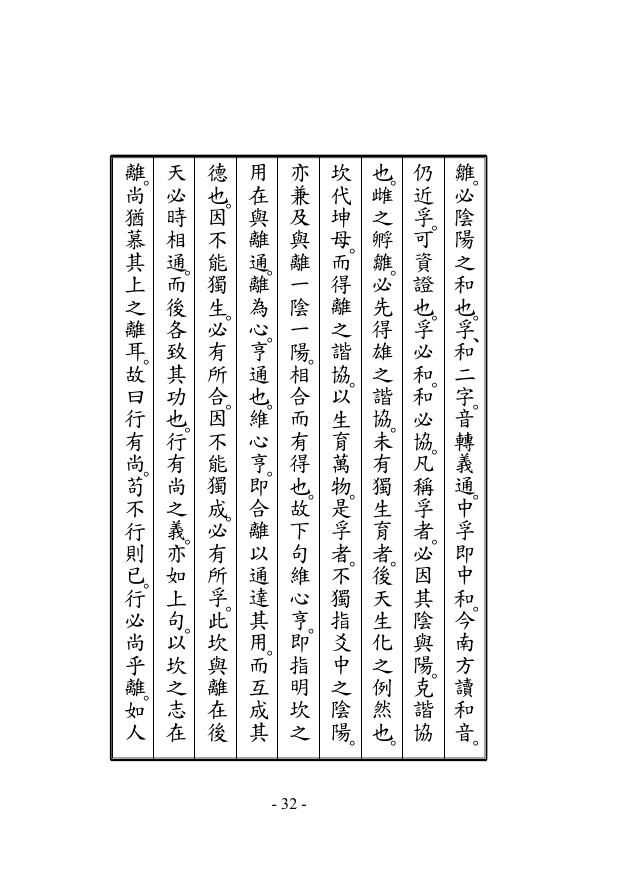 雛。必陰陽之和也。孚、和二字。音轉義通。中孚即中和。今南方讀和音。
仍近孚。可資證也。孚必和。和必協。凡稱孚者。必因其陰與陽。克諧協
也。雌之孵雛。必先得雄之諧協。未有獨生育者。後天生化之例然也。
坎代坤母。而得離之諧協。以生育萬物。是孚者。不獨指爻中之陰陽。
亦兼及與離一陰一陽。相合而有得也。故下句維心亨。即指明坎之
用在與離通。離為心。亨通也。維心亨。即合離以通達其用。而互成其
德也。因不能獨生。必有所合。因不能獨成。必有所孚。此坎與離在後
天必時相通。而後各致其功也。行有尚之義。亦如上句。以坎之志在
離。尚猶慕其上之離耳。故曰行有尚。苟不行則已。行必尚乎離。如人
- 32 -